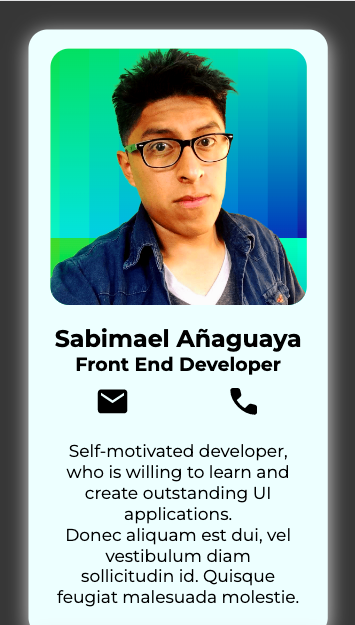 Sabimael Añaguaya
Front End Developer
Self-motivated developer,
who is willing to learn and
create outstanding UI
applications.
Donec aliquam est dui, vel
vestibulum diam
sollicitudin id. Quisque
feugiat malesuada molestie.